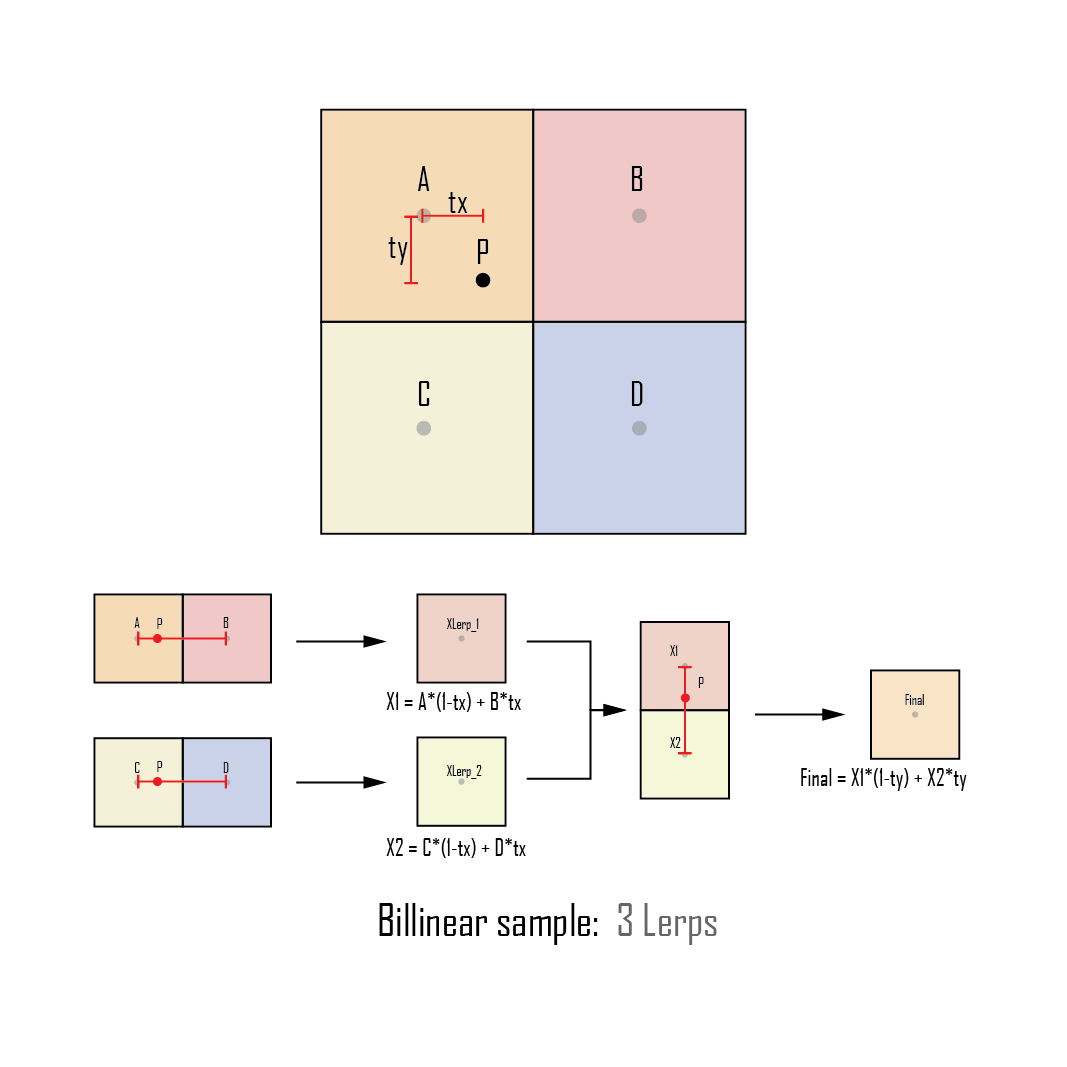 A
B
tx
ty
P
C
D
A P B
XLerp_1
X1 = A*(1-tx) + B*tx
C P D
XLerp_2
X2 = C*(1-tx) + D*tx
X1
P
X2
Final
Final = X1*(1-ty) + X2*ty
Billinear sample: 3 Lerps